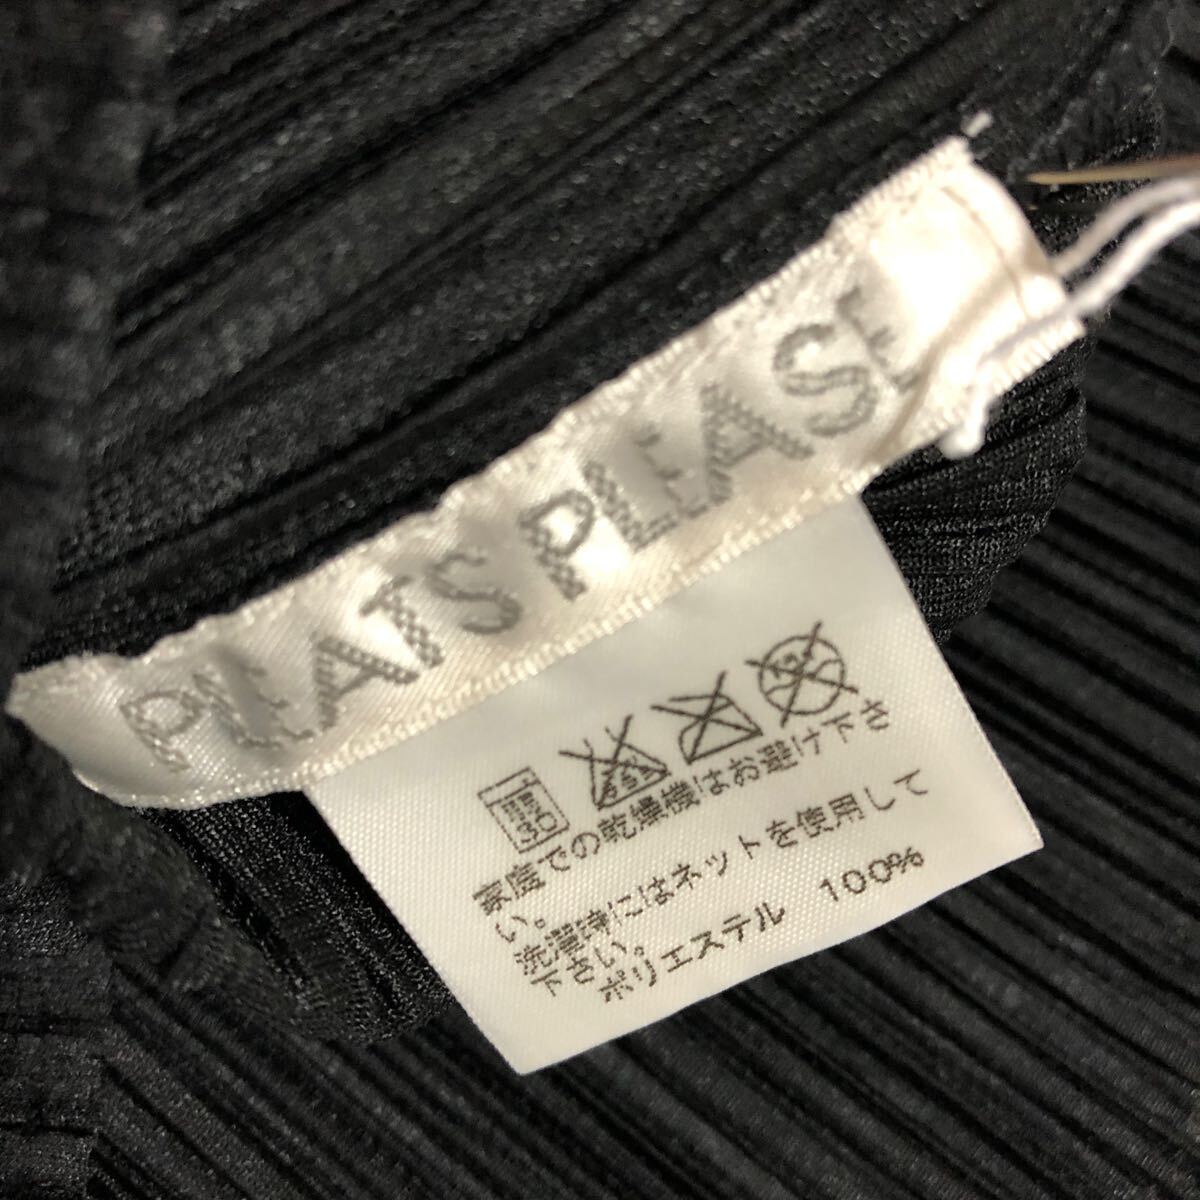 PLEATS PLEASE
家庭での乾燥機はお避け下さ
い。
洗濯時にはネットを使用して
下さい。
ポリエステル 100%